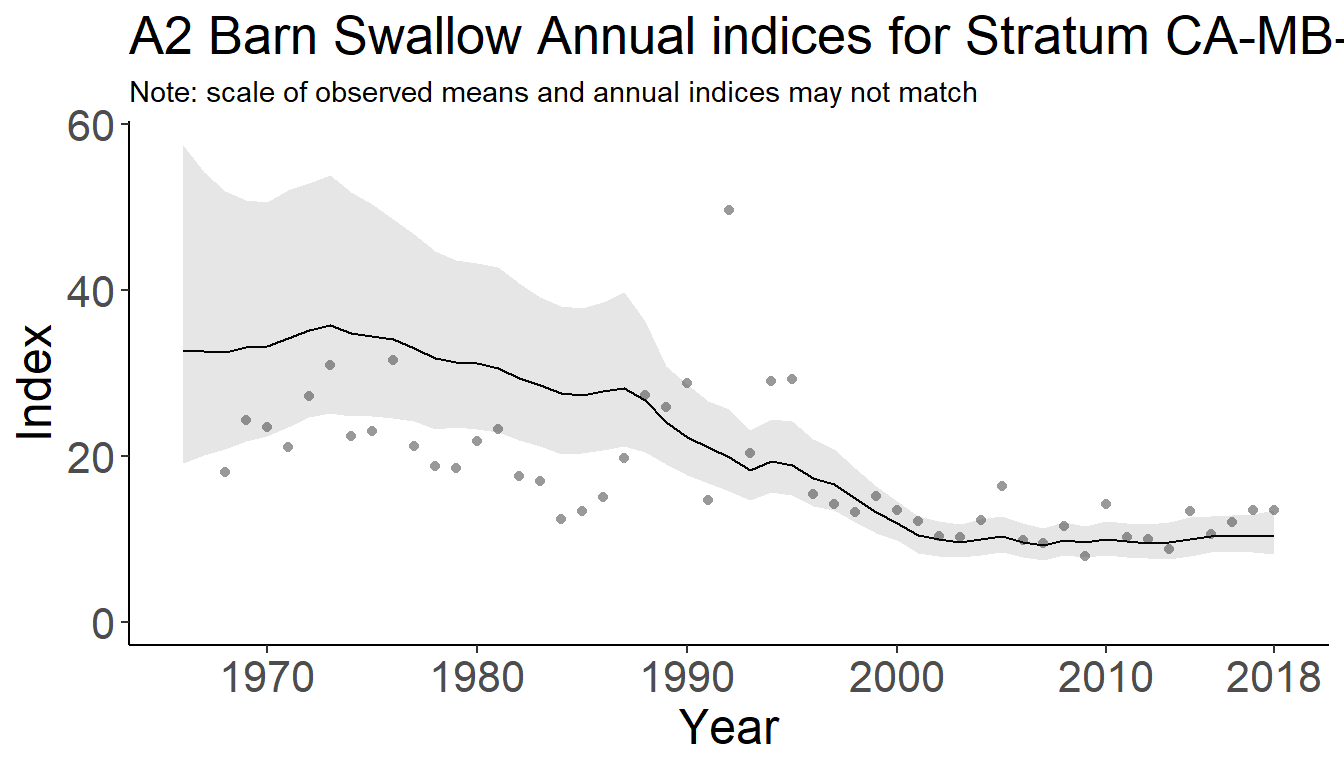 A2 Barn Swallow Annual indices for Stratum CA-MB-
Note: scale of observed means and annual indices may not match
60
40
20
0
Index
1970 1980 1990 2000 2010 2018
Year